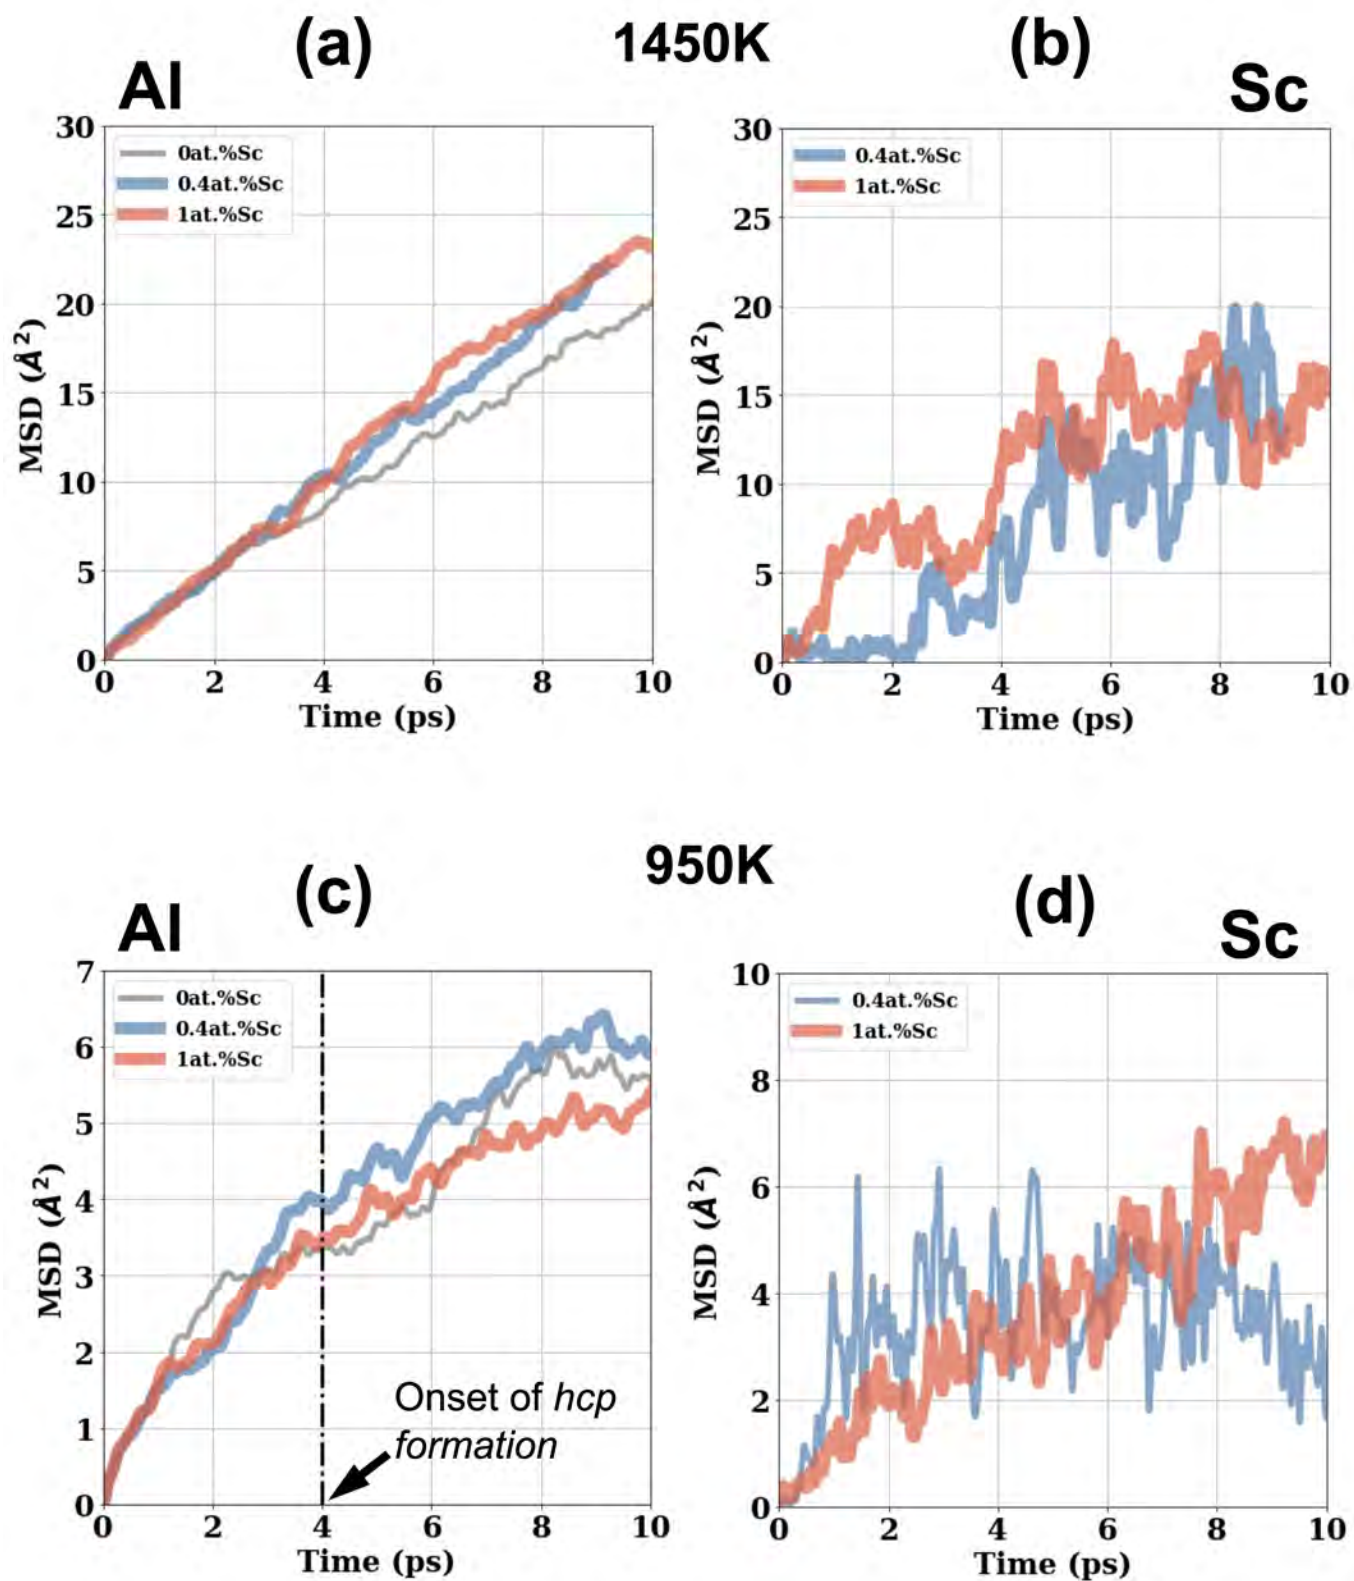 (a)
1450K
(b)
Al
Sc
30
25
20
15
10
5
0
MSD (Å²)
0at.%Sc
0.4at.%Sc
1at.%Sc
0 2 4 6 8 10
Time (ps)
30
25
20
15
10
5
0
MSD (Å²)
0.4at.%Sc
1at.%Sc
0 2 4 6 8 10
Time (ps)
950K
(c)
(d)
Al
Sc
7
6
5
4
3
2
1
0
MSD (Å²)
0at.%Sc
0.4at.%Sc
1at.%Sc
Onset of hcp
formation
0 2 4 6 8 10
Time (ps)
10
8
6
4
2
0
MSD (Å²)
0.4at.%Sc
1at.%Sc
0 2 4 6 8 10
Time (ps)